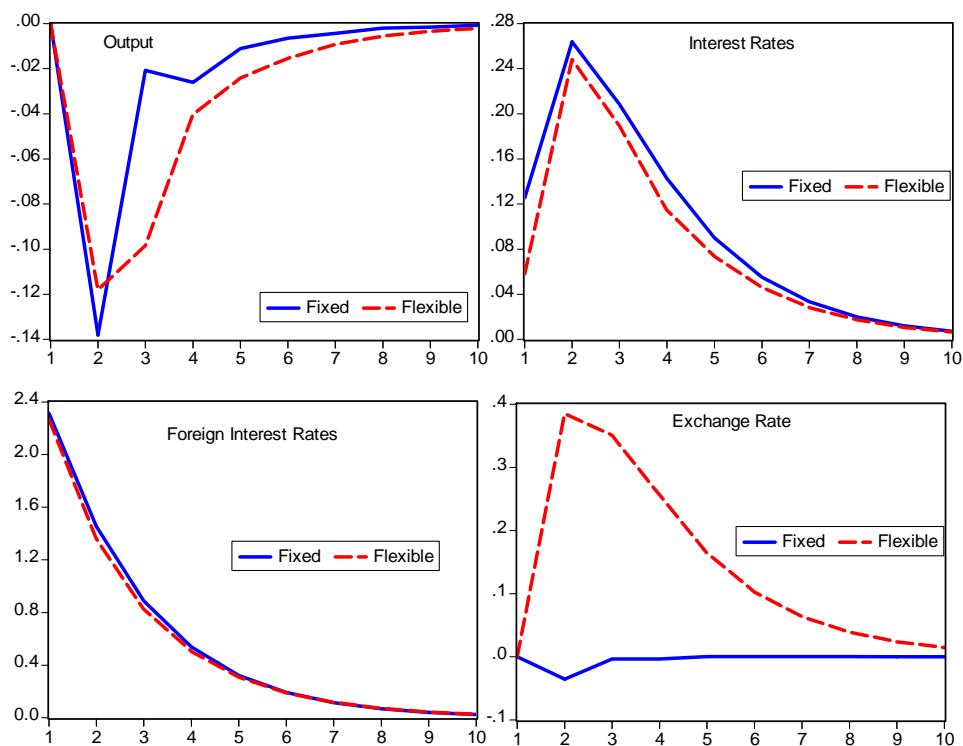 Output
.00
-.02
-.04
-.06
-.08
-.10
-.12
-.14
Fixed Flexible
1 2 3 4 5 6 7 8 9 10
Interest Rates
.28
.24
.20
.16
.12
.08
.04
.00
Fixed Flexible
1 2 3 4 5 6 7 8 9 10
Foreign Interest Rates
2.4
2.0
1.6
1.2
0.8
0.4
0.0
Fixed Flexible
1 2 3 4 5 6 7 8 9 10
Exchange Rate
.4
.3
.2
.1
.0
-.1
Fixed Flexible
1 2 3 4 5 6 7 8 9 10